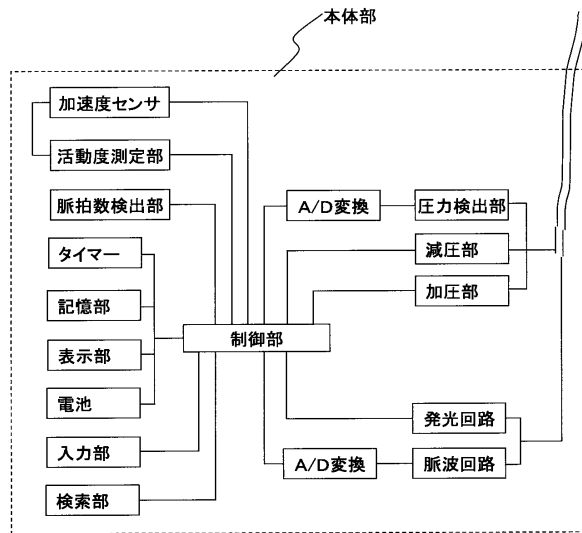 本体部
加速度センサ
活動度測定部
脈拍数検出部
タイマー
記憶部
表示部
電池
入力部
検索部
制御部
A/D変換
圧力検出部
減圧部
加圧部
発光回路
A/D変換
脈波回路